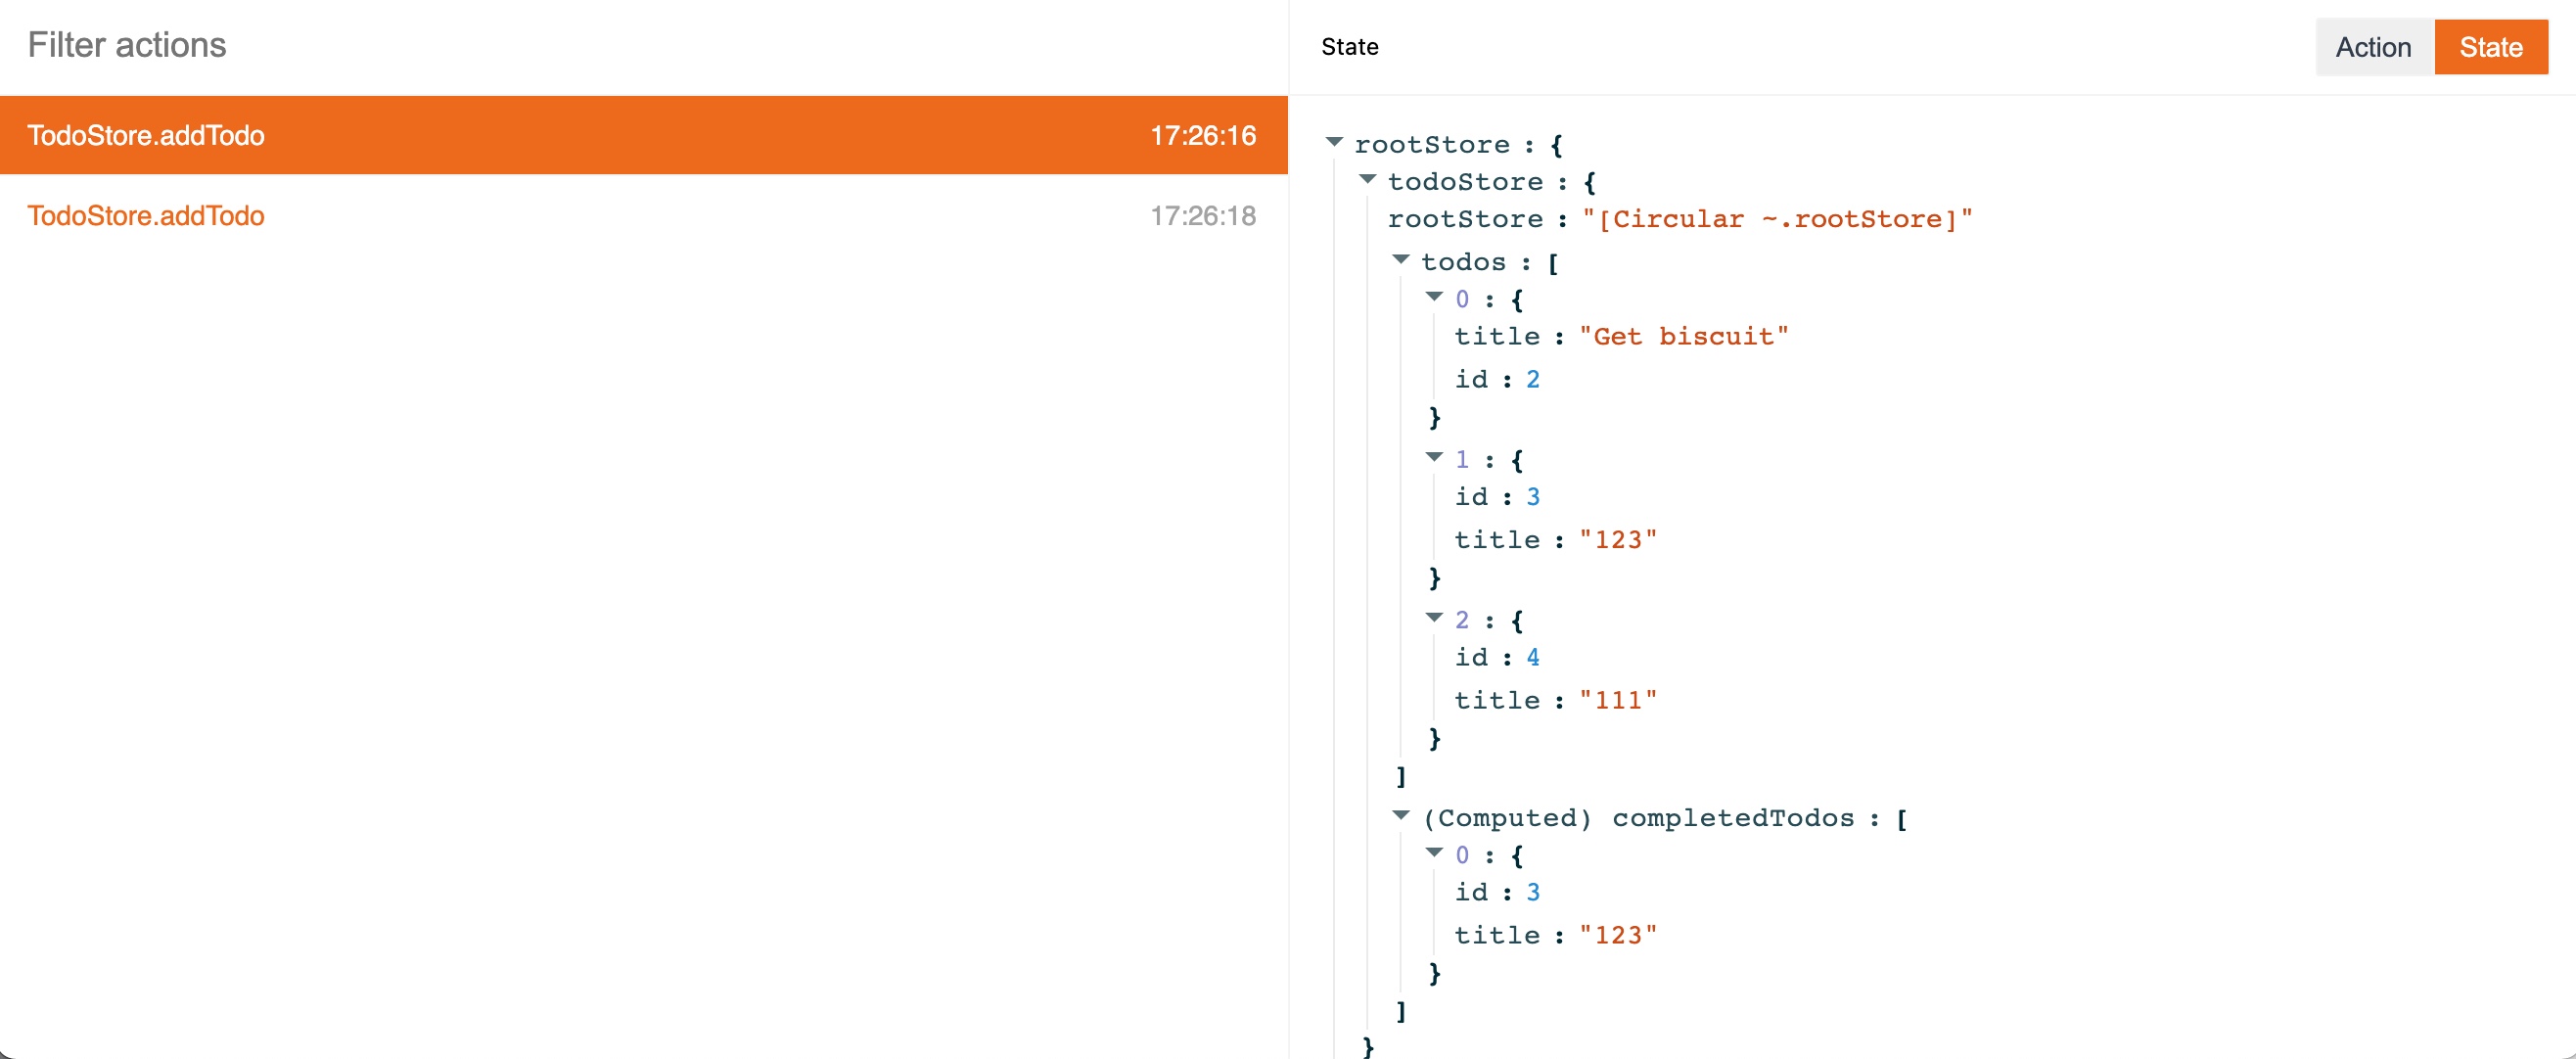 Filter actions
TodoStore.addTodo 17:26:16
TodoStore.addTodo 17:26:18
State
Action State
rootStore : {
todoStore : {
rootStore : "[Circular ~.rootStore]"
todos : [
0 : {
title : "Get biscuit"
id : 2
}
1 : {
id : 3
title : "123"
}
2 : {
id : 4
title : "111"
}
]
(Computed) completedTodos : [
0 : {
id : 3
title : "123"
}
]
}